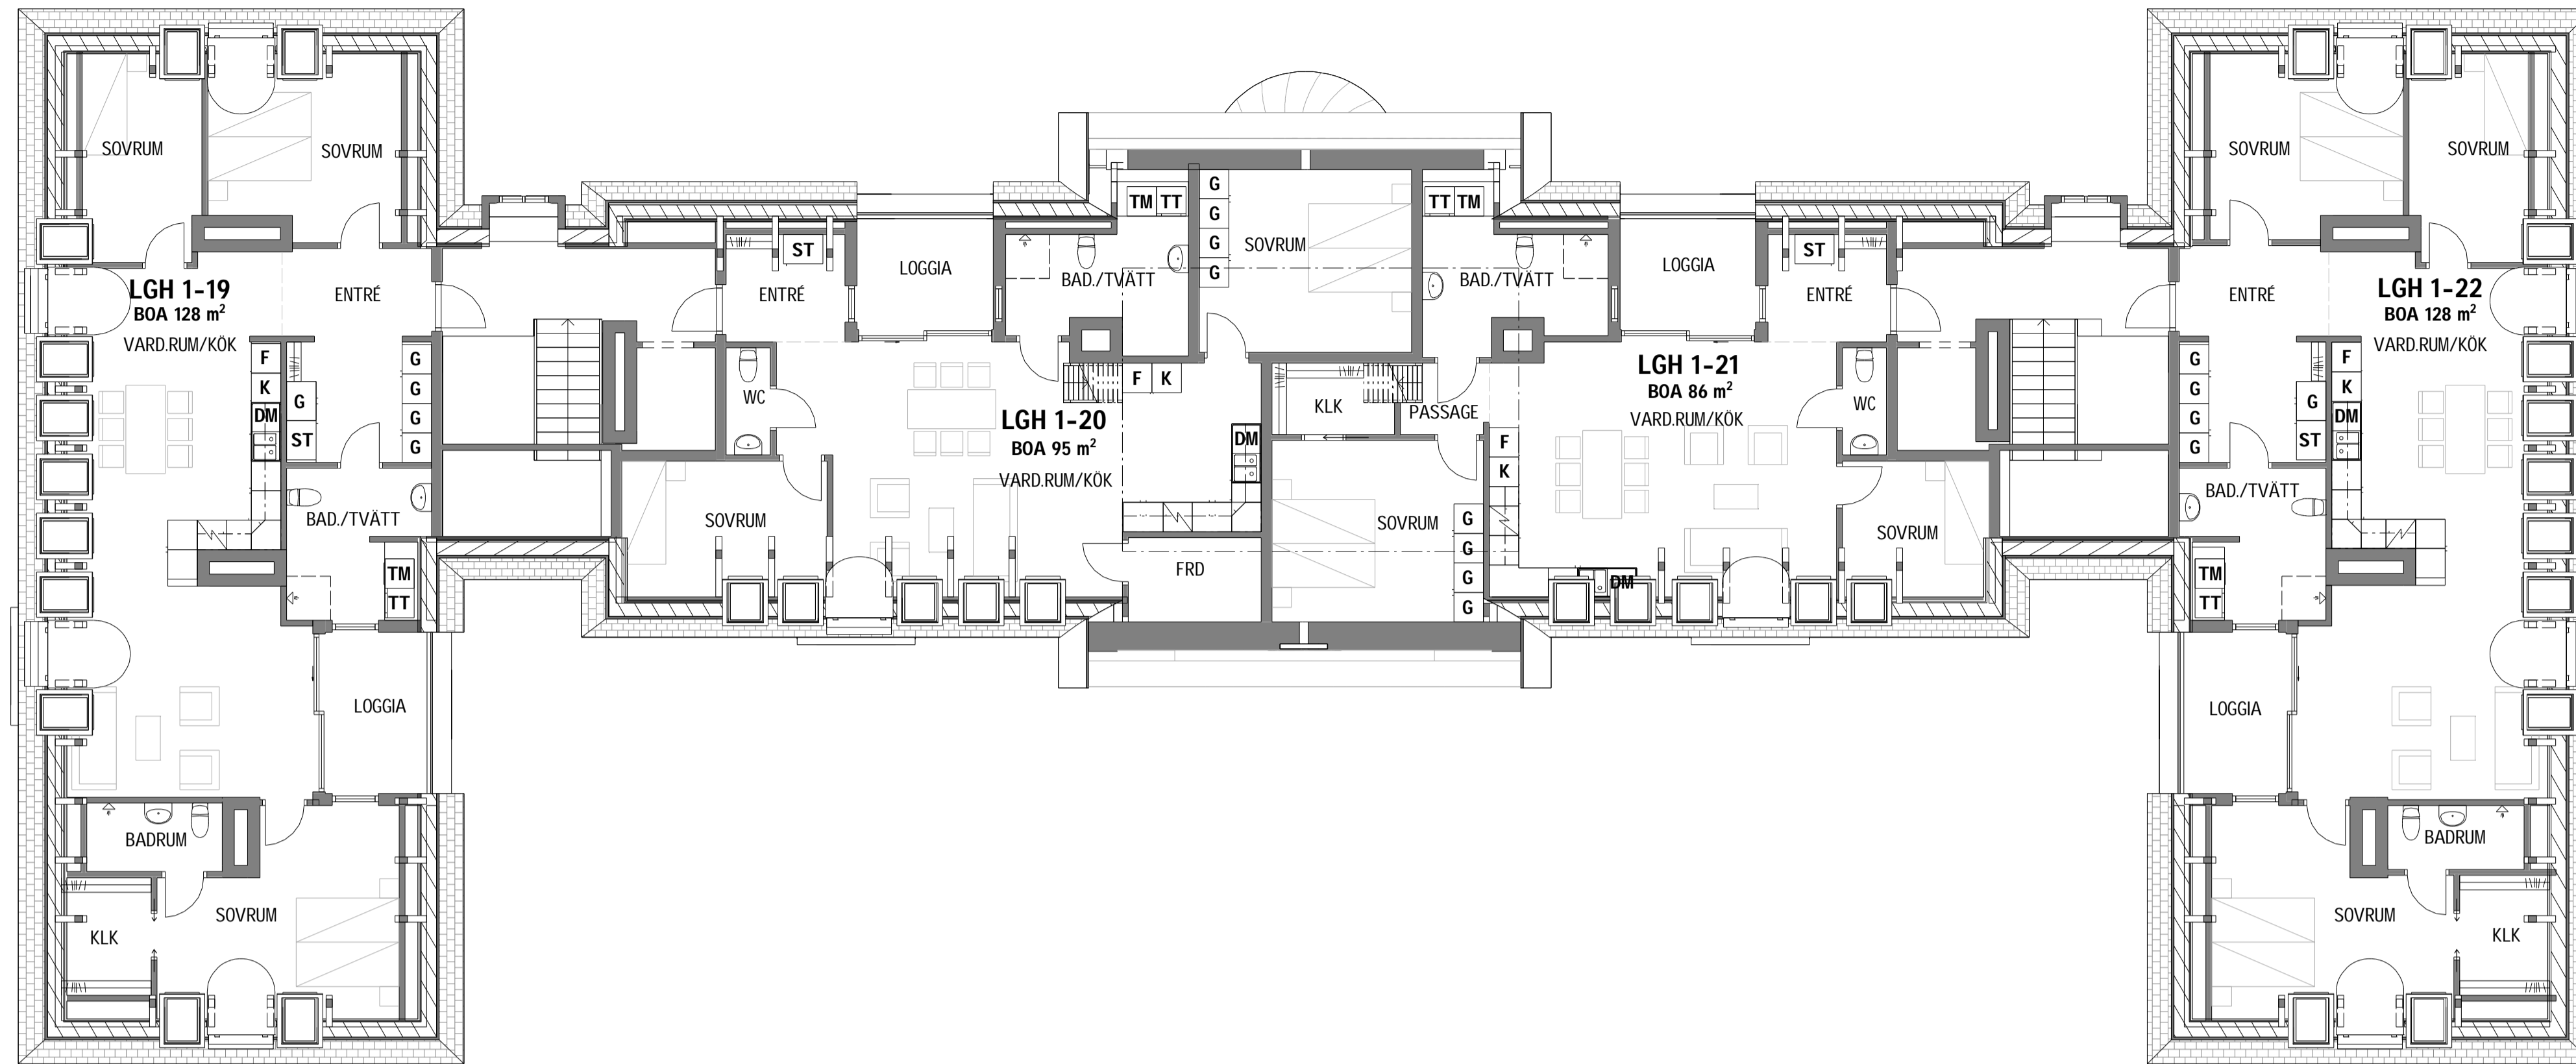 SOVRUM
SOVRUM
LGH 1-19
BOA 128 m²
VARD.RUM/KÖK
ENTRÉ
F
K
DM
G
ST
G
G
G
G
BAD./TVÄTT
TM
TT
LOGGIA
BADRUM
SOVRUM
KLK
ST
ENTRÉ
LOGGIA
WC
SOVRUM
TM
TT
BAD./TVÄTT
G
G
G
G
SOVRUM
F
K
LGH 1-20
BOA 95 m²
VARD.RUM/KÖK
DM
FRD
TT
TM
BAD./TVÄTT
LOGGIA
ST
ENTRÉ
KLK
PASSAGE
LGH 1-21
BOA 86 m²
VARD.RUM/KÖK
WC
F
K
SOVRUM
G
G
G
G
DM
SOVRUM
SOVRUM
SOVRUM
ENTRÉ
LGH 1-22
BOA 128 m²
VARD.RUM/KÖK
G
G
G
G
G
ST
F
K
DM
BAD./TVÄTT
TM
TT
LOGGIA
BADRUM
SOVRUM
KLK